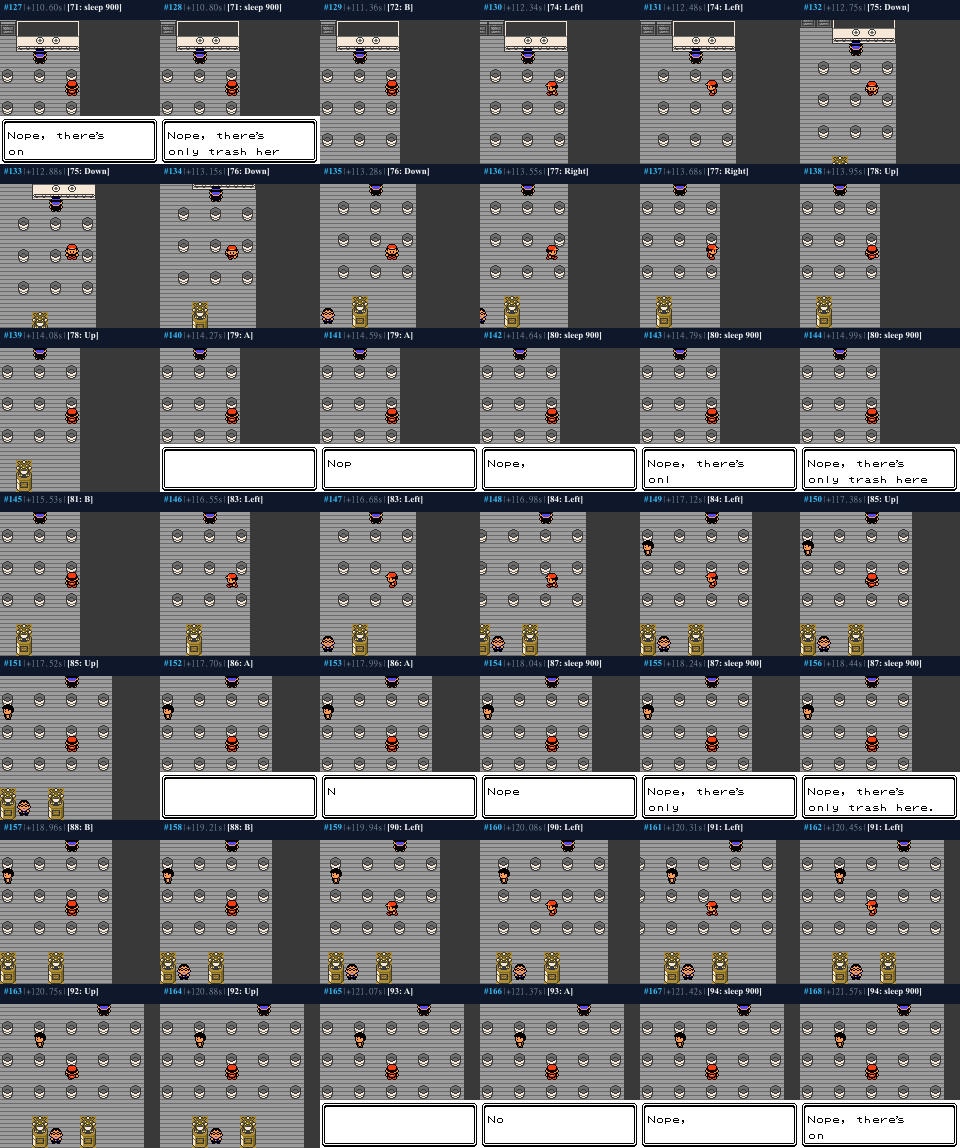 #127|+110.60s|[71: sleep 900]
#128|+110.80s|[71: sleep 900]
#129|+111.36s|[72: B]
#130|+112.34s|[74: Left]
#131|+112.48s|[74: Left]
#132|+112.75s|[75: Down]
Nope, there's
on
Nope, there's
only trash her
#133|+112.88s|[75: Down]
#134|+113.15s|[76: Down]
#135|+113.28s|[76: Down]
#136|+113.55s|[77: Right]
#137|+113.68s|[77: Right]
#138|+113.95s|[78: Up]
#139|+114.08s|[78: Up]
#140|+114.27s|[79: A]
#141|+114.59s|[79: A]
#142|+114.64s|[80: sleep 900]
#143|+114.79s|[80: sleep 900]
#144|+114.99s|[80: sleep 900]
Nop
Nope,
Nope, there's
onl
Nope, there's
only trash here
#145|+115.53s|[81: B]
#146|+116.55s|[83: Left]
#147|+116.68s|[83: Left]
#148|+116.98s|[84: Left]
#149|+117.12s|[84: Left]
#150|+117.38s|[85: Up]
#151|+117.52s|[85: Up]
#152|+117.70s|[86: A]
#153|+117.99s|[86: A]
#154|+118.04s|[87: sleep 900]
#155|+118.24s|[87: sleep 900]
#156|+118.44s|[87: sleep 900]
N
Nope
Nope, there's
only
Nope, there's
only trash here.
#157|+118.96s|[88: B]
#158|+119.21s|[88: B]
#159|+119.94s|[90: Left]
#160|+120.08s|[90: Left]
#161|+120.31s|[91: Left]
#162|+120.45s|[91: Left]
#163|+120.75s|[92: Up]
#164|+120.88s|[92: Up]
#165|+121.07s|[93: A]
#166|+121.37s|[93: A]
#167|+121.42s|[94: sleep 900]
#168|+121.57s|[94: sleep 900]
No
Nope,
Nope, there's
on